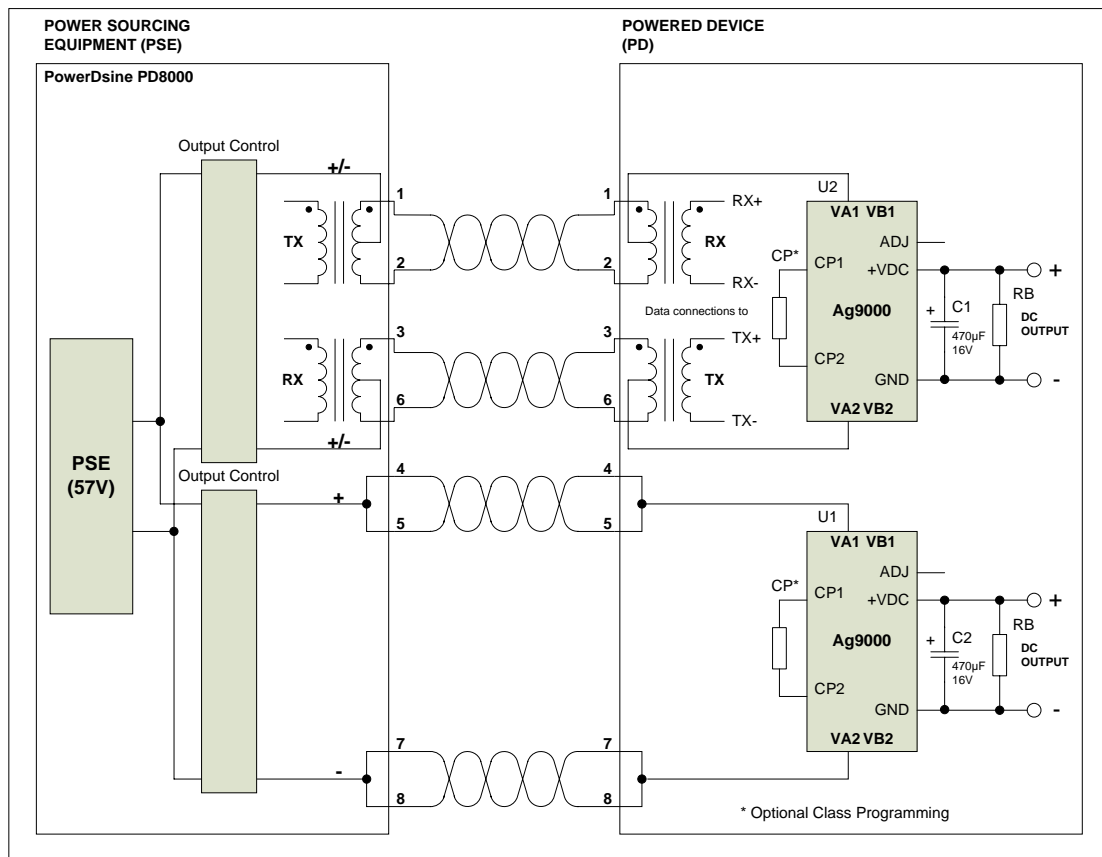 POWER SOURCING
EQUIPMENT (PSE)
POWERED DEVICE
(PD)
PowerDsine PD8000
Output Control
+/-
1
1
U2
VA1 VB1
RX+
ADJ
TX
RX
CP*
CP1
+VDC
+
2
2
RX-
C1
RB
Data connections to
Ag9000
+
470µF
16V
DC
OUTPUT
3
3
TX+
CP2
RX
TX
GND
-
6
6
TX-
VA2 VB2
+/-
PSE
(57V)
Output Control
4
4
+
5
5
U1
VA1 VB1
ADJ
CP*
CP1
+VDC
+
RB
Ag9000
+
C2
470µF
16V
DC
OUTPUT
CP2
GND
-
7
7
VA2 VB2
-
8
8
* Optional Class Programming